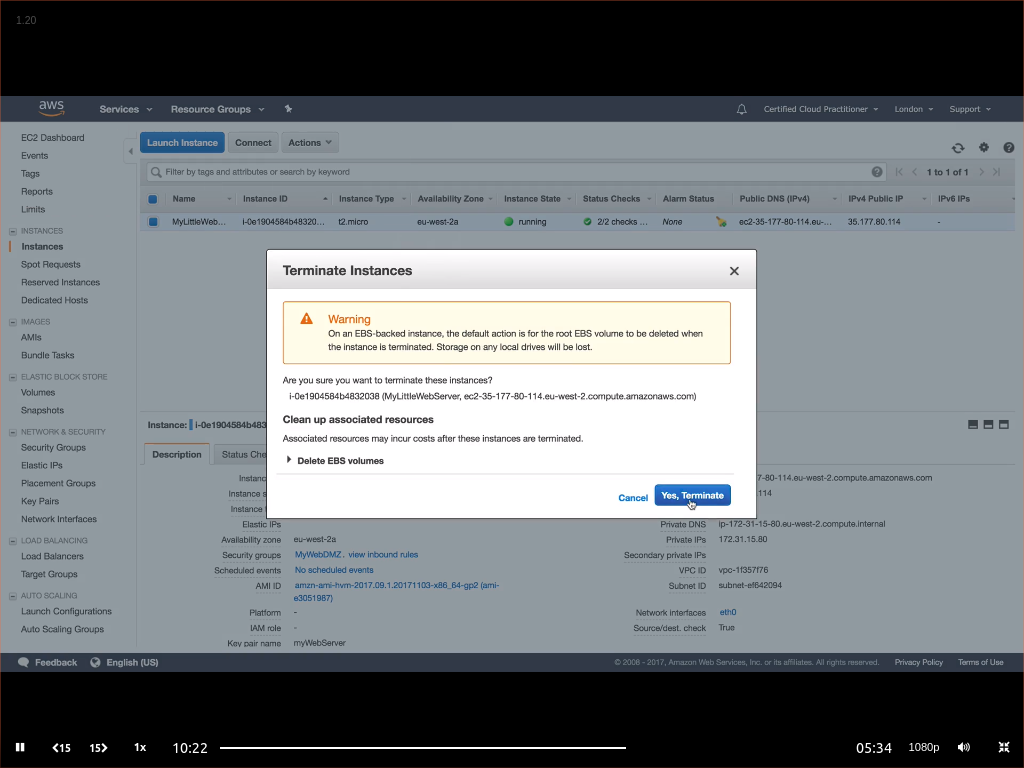 1.20
aws
Services
Resource Groups
Certified Cloud Practitioner
London
Support
EC2 Dashboard
Events
Tags
Reports
Limits
INSTANCES
Instances
Spot Requests
Reserved Instances
Dedicated Hosts
IMAGES
AMIs
Bundle Tasks
ELASTIC BLOCK STORE
Volumes
Snapshots
NETWORK & SECURITY
Security Groups
Elastic IPs
Placement Groups
Key Pairs
Network Interfaces
LOAD BALANCING
Load Balancers
Target Groups
AUTO SCALING
Launch Configurations
Auto Scaling Groups
Launch Instance Connect Actions
Filter by tags and attributes or search by keyword
1 to 1 of 1
Name Instance ID Instance Type Availability Zone Instance State Status Checks Alarm Status Public DNS (IPv4) IPv4 Public IP IPv6 IPs
MyLittleWeb... i-0e1904584b48320... t2.micro eu-west-2a running 2/2 checks ... None ec2-35-177-80-114.eu-... 35.177.80.114 -
Terminate Instances
Warning
On an EBS-backed instance, the default action is for the root EBS volume to be deleted when
the instance is terminated. Storage on any local drives will be lost.
Are you sure you want to terminate these instances?
i-0e1904584b4832038 (MyLittleWebServer, ec2-35-177-80-114.eu-west-2.compute.amazonaws.com)
Clean up associated resources
Associated resources may incur costs after these instances are terminated.
Delete EBS volumes
Cancel Yes, Terminate
Instance: i-0e1904584b483
Description Status Che
Instanc
Instance s
Instance
Elastic IPs
Availability zone eu-west-2a
Security groups MyWebDMZ. view inbound rules
Scheduled events No scheduled events
AMI ID amzn-ami-hvm-2017.09.1.20171103-x86_64-gp2 (ami-
e3051987)
Platform -
IAM role -
Key pair name myWebServer
7-80-114.eu-west-2.compute.amazonaws.com
114
Private DNS ip-172-31-15-80.eu-west-2.compute.internal
Private IPs 172.31.15.80
Secondary private IPs
VPC ID vpc-1f357f76
Subnet ID subnet-ef642094
Network interfaces eth0
Source/dest. check True
Feedback English (US)
© 2008 - 2017, Amazon Web Services, Inc. or its affiliates. All rights reserved. Privacy Policy Terms of Use
15 15 1x 10:22 05:34 1080p